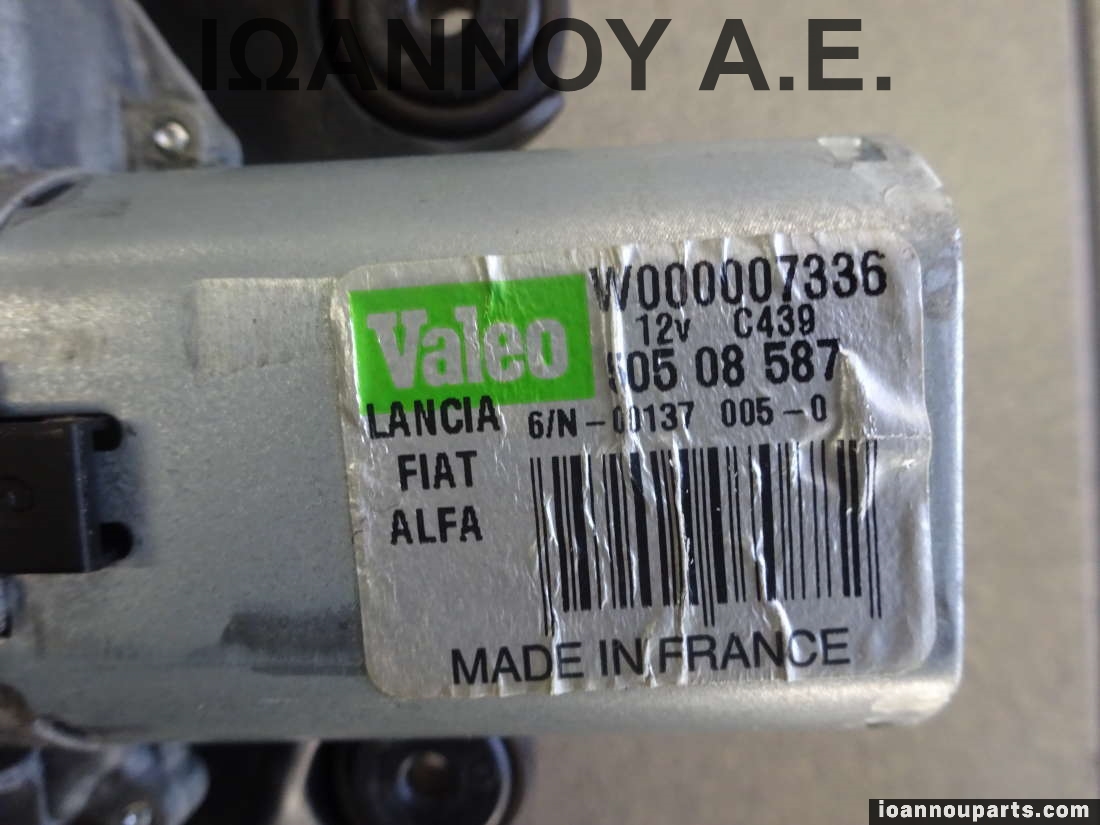 ΙΩΑΝΝΟΥ Α.Ε.
W000007336
12v C439
Valeo
505 08 587
LANCIA 6/N - 00137 005 - 0
FIAT
ALFA
MADE IN FRANCE
ioannouparts.com